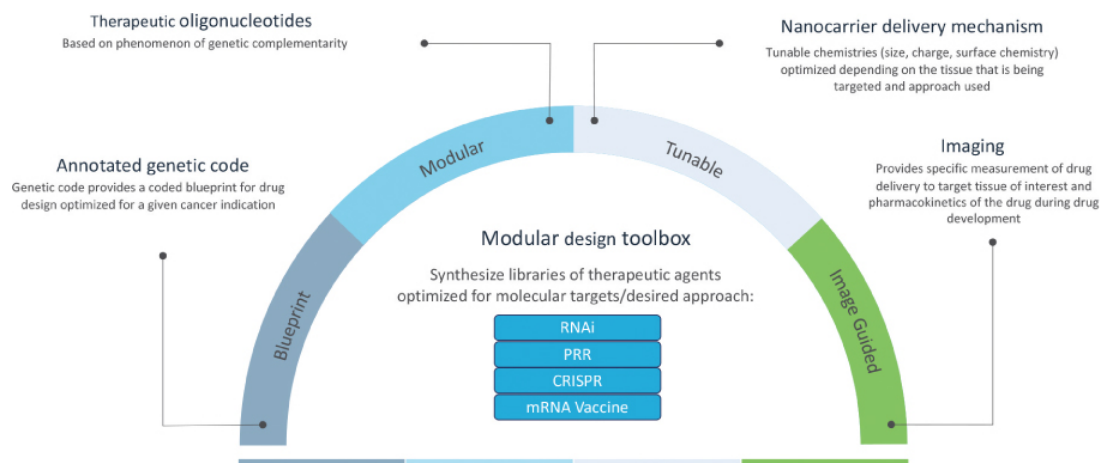 Therapeutic oligonucleotides
Based on phenomenon of genetic complementarity
Nanocarrier delivery mechanism
Tunable chemistries (size, charge, surface chemistry)
optimized depending on the tissue that is being
targeted and approach used
Annotated genetic code
Genetic code provides a coded blueprint for drug
design optimized for a given cancer indication
Imaging
Provides specific measurement of drug
delivery to target tissue of interest and
pharmacokinetics of the drug during drug
development
Blueprint
Modular
Tunable
Image Guided
Modular design toolbox
Synthesize libraries of therapeutic agents
optimized for molecular targets/desired approach:
RNAi
PRR
CRISPR
mRNA Vaccine